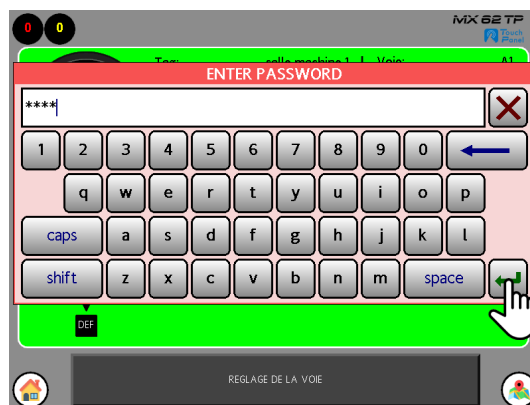 0 0 MX 62 TP
Touch
Panel
Tag: salle machine 1 Voie: A1
ENTER PASSWORD
****
1 2 3 4 5 6 7 8 9 0
q w e r t y u i o p
caps a s d f g h j k l
shift z x c v b n m space
DEF
REGLAGE DE LA VOIE